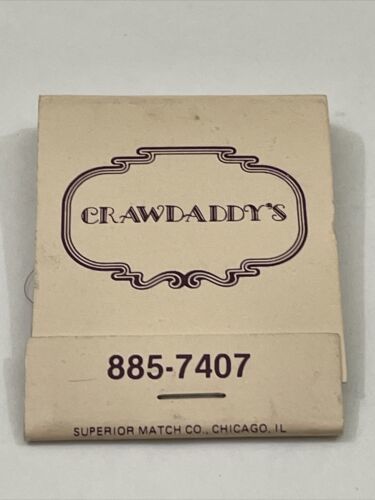 CRAWDADDY'S
885-7407
SUPERIOR MATCH CO., CHICAGO, IL